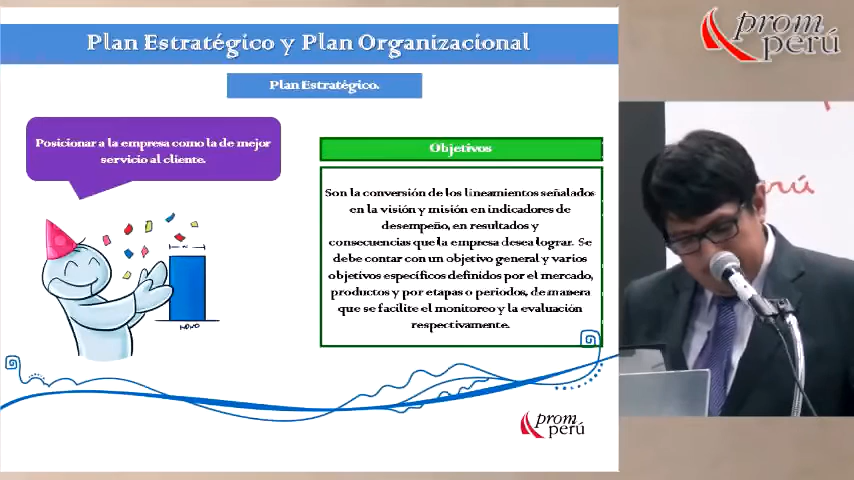 Plan Estratégico y Plan Organizacional
Plan Estratégico.
Posicionar a la empresa como la de mejor
servicio al cliente.
Objetivos
Son la conversión de los lineamientos señalados
en la visión y misión en indicadores de
desempeño, en resultados y
consecuencias que la empresa desea lograr. Se
debe contar con un objetivo general y varios
objetivos específicos definidos por el mercado,
productos y por etapas o periodos, de manera
que se facilite el monitoreo y la evaluación
respectivamente.
prom
perú
prom
perú